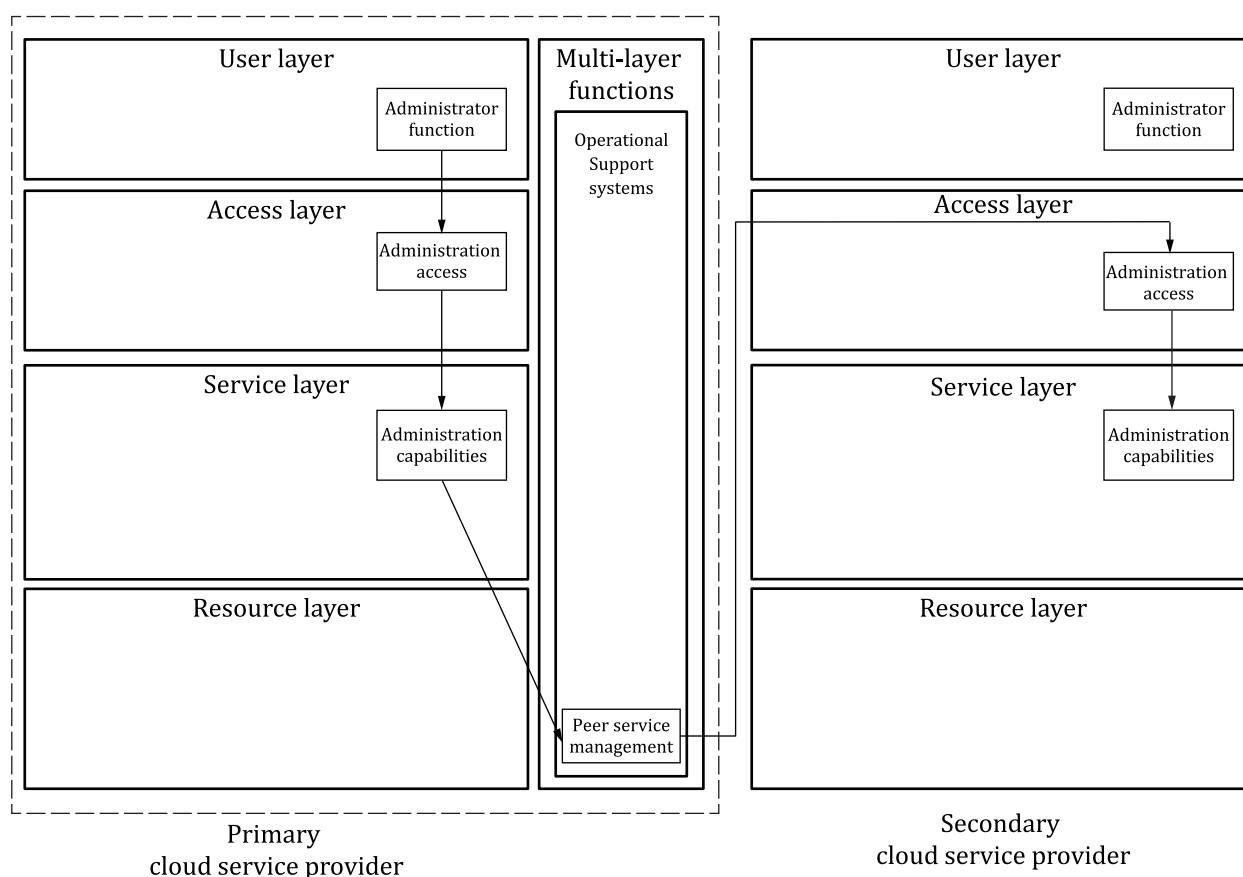 User layer
Administrator
function
Access layer
Administration
access
Service layer
Administration
capabilities
Resource layer
Multi-layer
functions
Operational
Support
systems
Peer service
management
Primary
cloud service provider
User layer
Administrator
function
Access layer
Administration
access
Service layer
Administration
capabilities
Resource layer
Secondary
cloud service provider